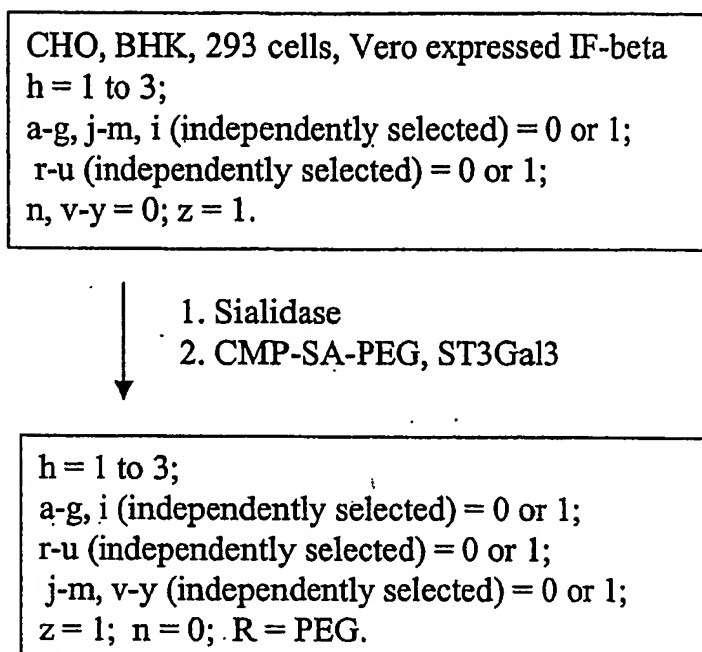 CHO, BHK, 293 cells, Vero expressed IF-beta
h = 1 to 3;
a-g, j-m, i (independently selected) = 0 or 1;
r-u (independently selected) = 0 or 1;
n, v-y = 0; z = 1.
1. Sialidase
2. CMP-SA-PEG, ST3Gal3
h = 1 to 3;
a-g, i (independently selected) = 0 or 1;
r-u (independently selected) = 0 or 1;
j-m, v-y (independently selected) = 0 or 1;
z = 1; n = 0; R = PEG.